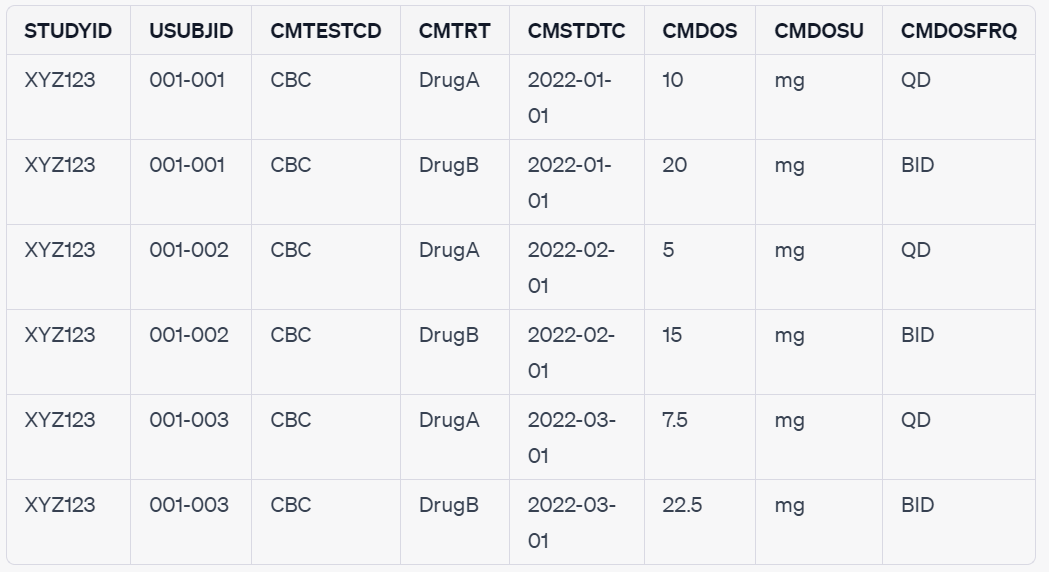 STUDYID USUBJID CMTESTCD CMTRT CMSTDTC CMDOS CMDOSU CMDOSFRQ
XYZ123 001-001 CBC DrugA 2022-01- 10 mg QD
01
XYZ123 001-001 CBC DrugB 2022-01- 20 mg BID
01
XYZ123 001-002 CBC DrugA 2022-02- 5 mg QD
01
XYZ123 001-002 CBC DrugB 2022-02- 15 mg BID
01
XYZ123 001-003 CBC DrugA 2022-03- 7.5 mg QD
01
XYZ123 001-003 CBC DrugB 2022-03- 22.5 mg BID
01